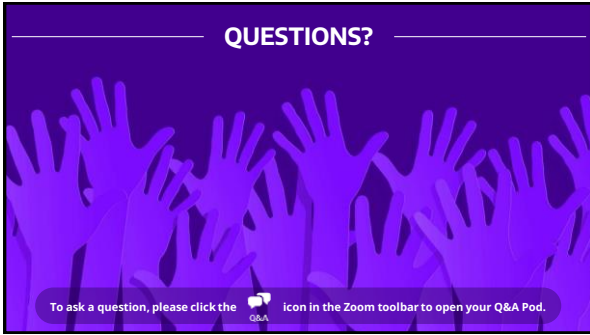 QUESTIONS?
To ask a question, please click the Q&A icon in the Zoom toolbar to open your Q&A Pod.